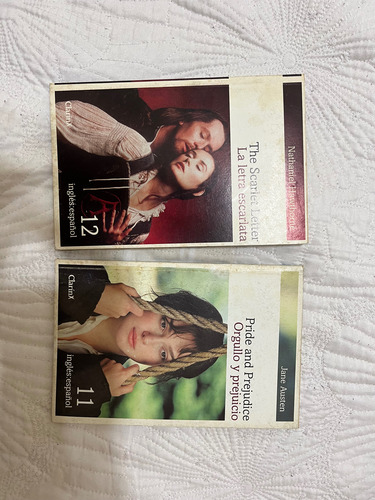 Nathaniel Hawthorne
The Scarlet Letter
La letra escarlata
Clarín
inglés:español
12
Jane Austen
Pride and Prejudice
Orgullo y prejuicio
Clarín
inglés:español
11